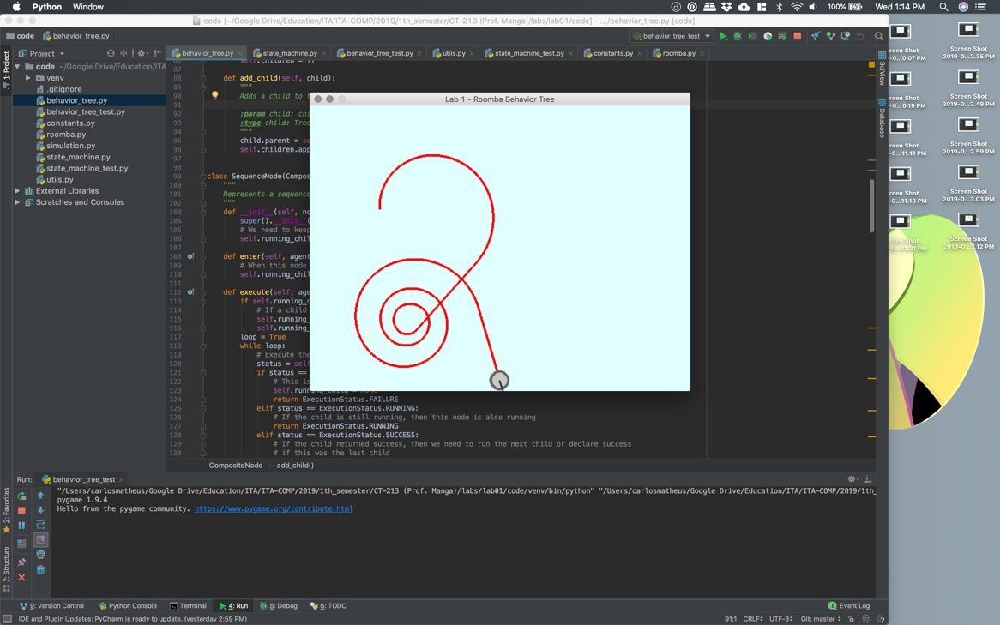 Python Window 100% Wed 1:14 PM
code [~/Google Drive/Education/ITA/ITA-COMP/2019/1th_semester/CT-213 (Prof. Manga)/labs/lab01/code] - .../behavior_tree.py [code]
code behavior_tree.py behavior_tree_test
Project behavior_tree.py state_machine.py behavior_tree_test.py utils.py state_machine_test.py constants.py roomba.py
1: Project
code ~/Google Drive/Education/ITA
venv
.gitignore
behavior_tree.py
behavior_tree_test.py
constants.py
roomba.py
simulation.py
state_machine.py
state_machine_test.py
utils.py
External Libraries
Scratches and Consoles
87
88 def add_child(self, child):
89 """
90 Adds a child to t
91
92 :param child: chi
93 :type child: Tree
94 """
95 child.parent = se
96 self.children.app
97
98
99 class SequenceNode(Compos
100 """
101 Represents a sequence
102 """
103 def __init__(self, no
104 super().__init__(
105 # We need to keep
106 self.running_chil
107
108 def enter(self, agent
109 # When this node
110 self.running_chil
111
112 def execute(self, age
113 if self.running_c
114 # If a child
115 self.running_
116 self.running_
117 loop = True
118 while loop:
119 # Execute the
120 status = self
121 if status ==
122 # This is
123 self.running_child = None
124 return ExecutionStatus.FAILURE
125 elif status == ExecutionStatus.RUNNING:
126 # If the child is still running, then this node is also running
127 return ExecutionStatus.RUNNING
128 elif status == ExecutionStatus.SUCCESS:
129 # If the child returned success, then we need to run the next child or declare success
130 # if this was the last child
Lab 1 - Roomba Behavior Tree
SciView
Database
CompositeNode add_child()
Run: behavior_tree_test
"/Users/carlosmatheus/Google Drive/Education/ITA/ITA-COMP/2019/1th_semester/CT-213 (Prof. Manga)/labs/lab01/code/venv/bin/python" "/Users/carlosmatheus/Google Drive/Education/ITA/ITA-COMP/2019/1th_
pygame 1.9.4
Hello from the pygame community. https://www.pygame.org/contribute.html
2: Favorites
Z: Structure
9: Version Control Python Console Terminal 4: Run 5: Debug 6: TODO 1 Event Log
IDE and Plugin Updates: PyCharm is ready to update. (yesterday 2:59 PM) 91:1 CRLF UTF-8 Git: master
Screen Shot
2019-0...2.35 PM
Screen Shot
2019-0...2.49 PM
Screen Shot
2019-0...2.59 PM
Screen Shot
2019-0...3.03 PM
Screen Shot
2019-0...3.12 PM
een Shot
-0...0.07 PM
een Shot
-0...0.19 PM
een Shot
-0...11.11 PM
een Shot
-0...11.13 PM
een Shot
-0...11.21 PM